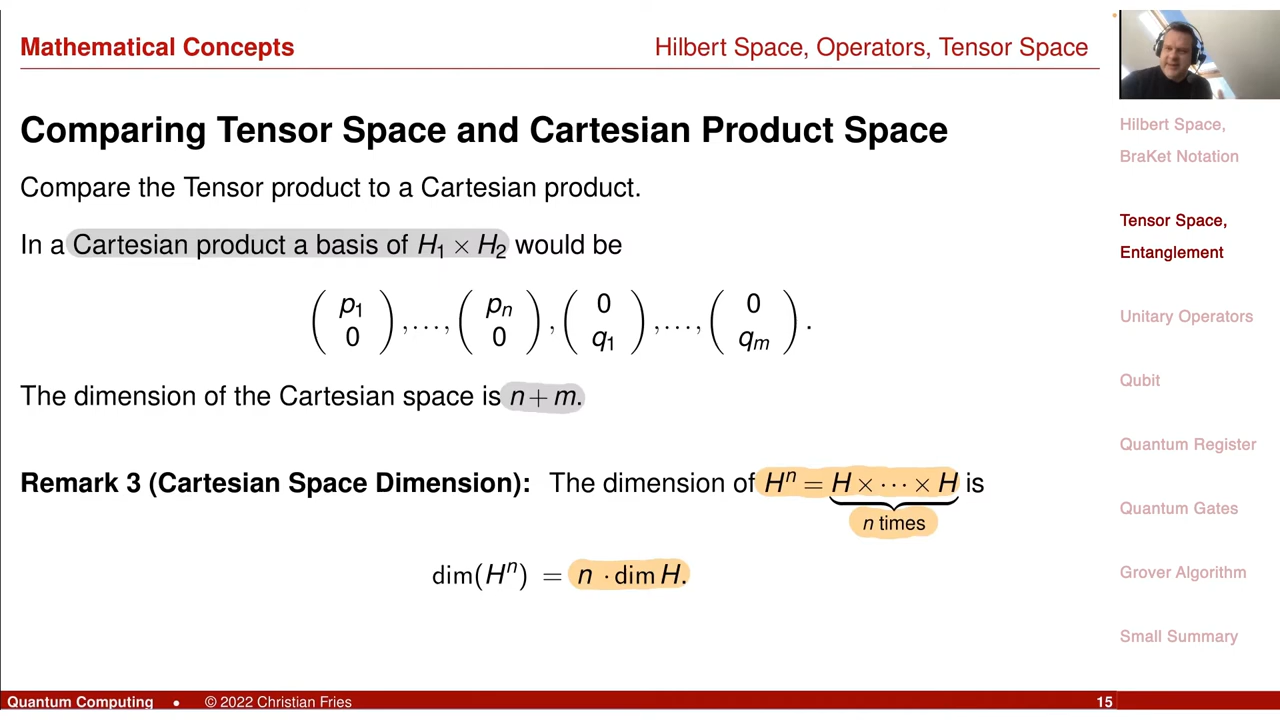 Mathematical Concepts
Hilbert Space, Operators, Tensor Space
Comparing Tensor Space and Cartesian Product Space
Compare the Tensor product to a Cartesian product.
In a Cartesian product a basis of H₁ × H₂ would be
( p₁ 0 ), ..., ( pₙ 0 ), ( 0 q₁ ), ..., ( 0 qₘ ).
The dimension of the Cartesian space is n + m.
Remark 3 (Cartesian Space Dimension): The dimension of Hⁿ = H × ··· × H is
n times
dim(Hⁿ) = n · dim H.
Hilbert Space,
BraKet Notation
Tensor Space,
Entanglement
Unitary Operators
Qubit
Quantum Register
Quantum Gates
Grover Algorithm
Small Summary
Quantum Computing • © 2022 Christian Fries 15